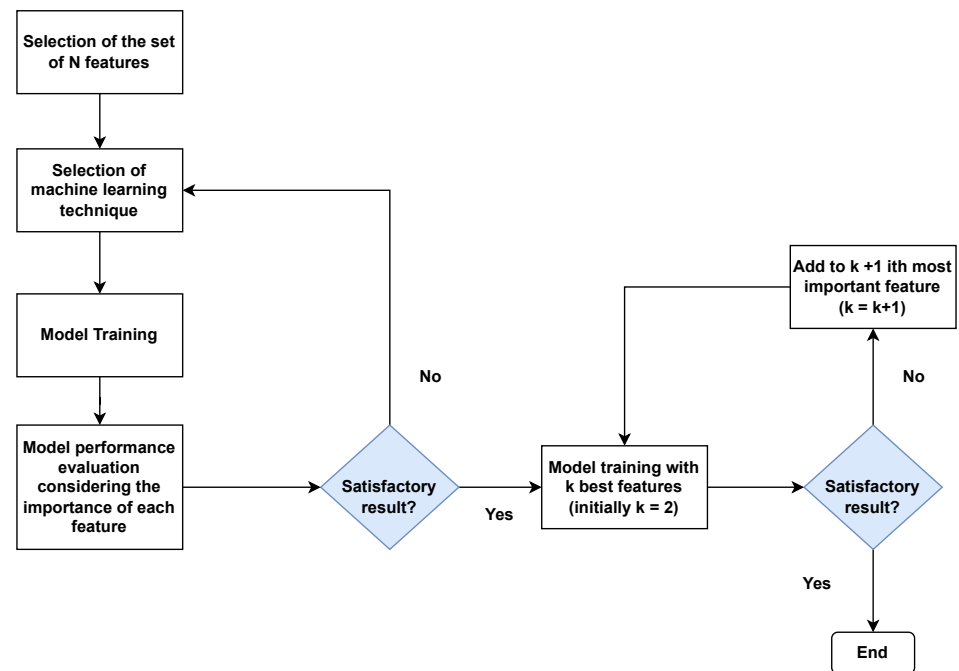 Selection of the set
of N features
Selection of
machine learning
technique
Model Training
Model performance
evaluation
considering the
importance of each
feature
Satisfactory
result?
No
Yes
Model training with
k best features
(initially k = 2)
Add to k +1 ith most
important feature
(k = k+1)
No
Satisfactory
result?
Yes
End